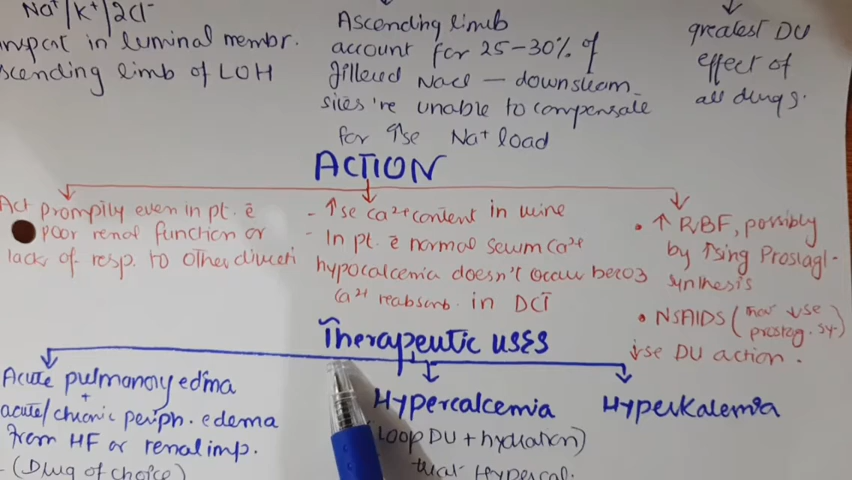 Na⁺/K⁺/2Cl⁻
nsport in luminal membr.
scending limb of LOH
Ascending limb
account for 25-30% of
filtered Nacl — downstream
sites 're unable to compensate
for ↑se Na⁺ load
greatest DU
effect of
all drugs.
ACTION
Act promptly even in pt. c̄
poor renal function or
lack of resp. to other diureti
- ↑se ca²⁺ content in urine
- In pt. c̄ normal serum Ca²⁺
hypocalcemia doesn't occur
Ca²⁺ reabsorb. in DCT
• ↑ RBF, possibly
by ↑sing Prostagl-
synthesis
• NSAIDS (that ↓se
prostag. sy.)
↓se DU action.
Therapeutic uses
Acute pulmonary edima
+
acute/chronic periph. edema
from HF or renal imp.
- (Drug of choice)
Hypercalcemia
(Loop DU + hydration)
Hypercal.
Hyperkalemia